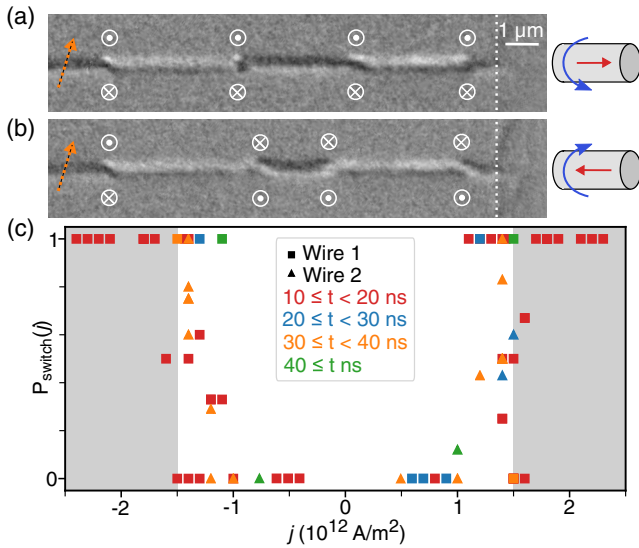 (a)
1 μm
(b)
(c)
1
■ Wire 1
▲ Wire 2
10 ≤ t < 20 ns
20 ≤ t < 30 ns
30 ≤ t < 40 ns
40 ≤ t ns
P_switch(j)
0
-2 -1 0 1 2
j (10¹² A/m²)